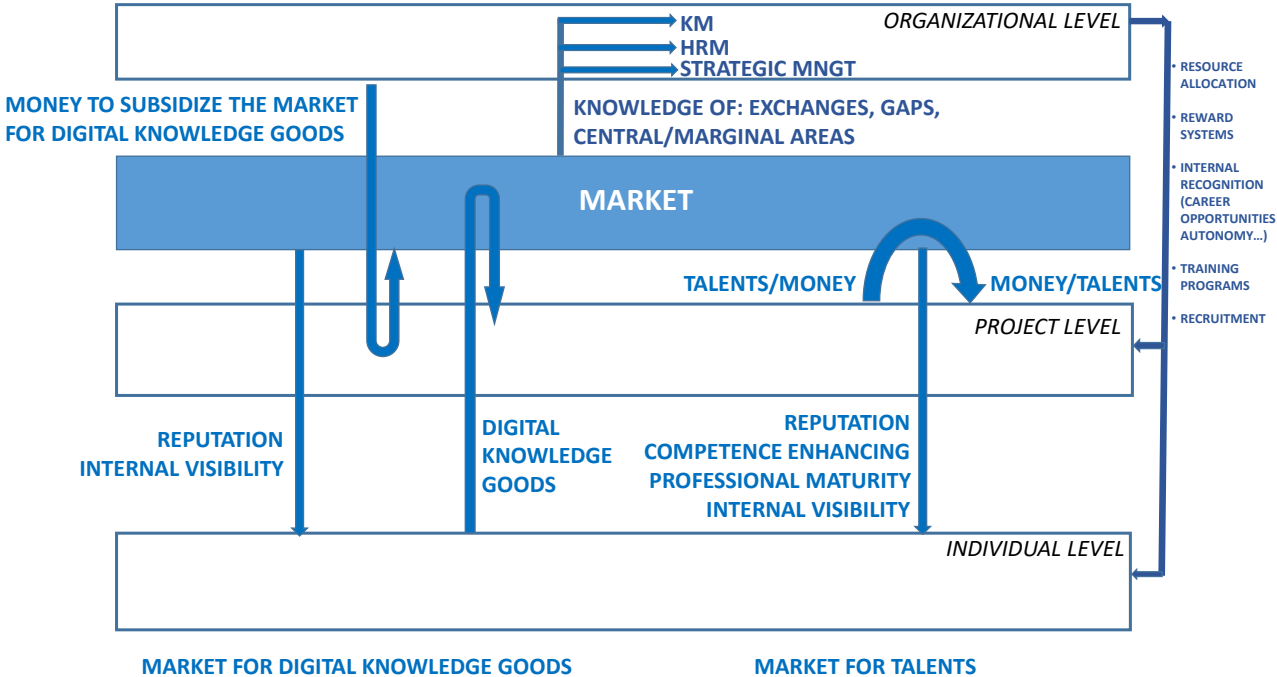 ORGANIZATIONAL LEVEL
KM
HRM
STRATEGIC MNGT
MONEY TO SUBSIDIZE THE MARKET
FOR DIGITAL KNOWLEDGE GOODS
KNOWLEDGE OF: EXCHANGES, GAPS,
CENTRAL/MARGINAL AREAS
• RESOURCE
ALLOCATION
• REWARD
SYSTEMS
• INTERNAL
RECOGNITION
(CAREER
OPPORTUNITIES
AUTONOMY…)
• TRAINING
PROGRAMS
• RECRUITMENT
MARKET
TALENTS/MONEY
MONEY/TALENTS
PROJECT LEVEL
REPUTATION
INTERNAL VISIBILITY
DIGITAL
KNOWLEDGE
GOODS
REPUTATION
COMPETENCE ENHANCING
PROFESSIONAL MATURITY
INTERNAL VISIBILITY
INDIVIDUAL LEVEL
MARKET FOR DIGITAL KNOWLEDGE GOODS
MARKET FOR TALENTS